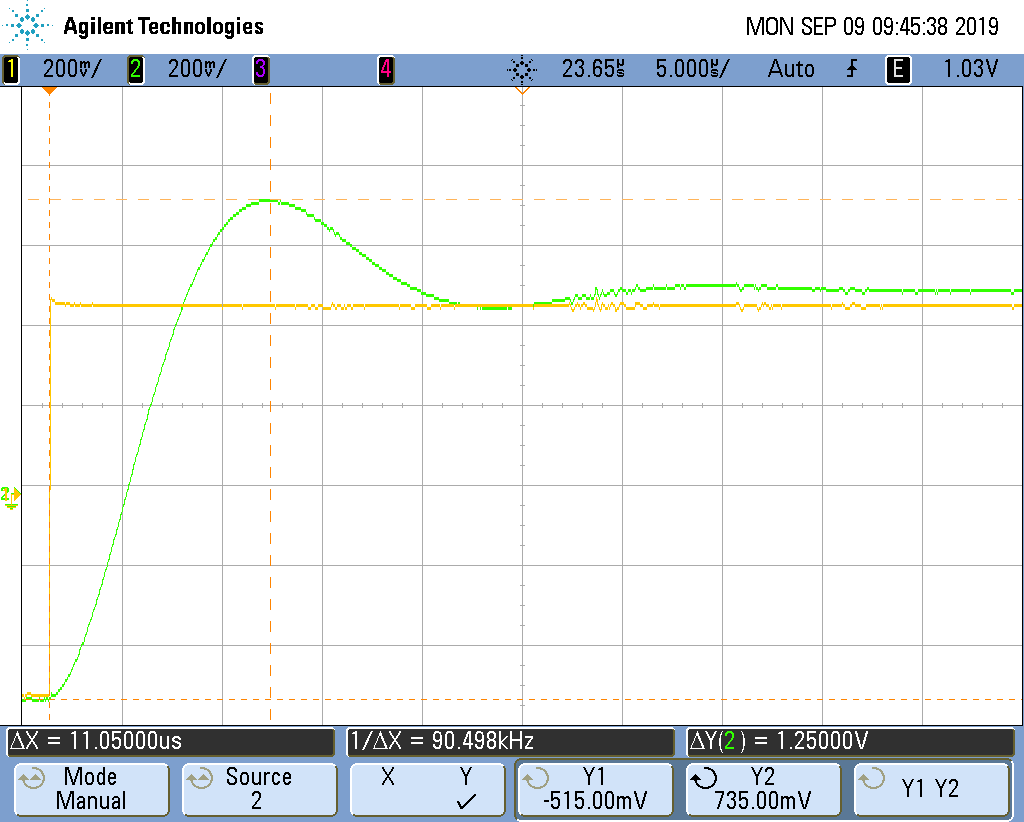 Agilent Technologies MON SEP 09 09:45:38 2019
1 200mV/ 2 200mV/ 3 4 23.65µs 5.000µs/ Auto E 1.03V
2
ΔX = 11.05000us 1/ΔX = 90.498kHz ΔY(2) = 1.25000V
Mode Source X Y Y1 Y2 Y1 Y2
Manual 2 -515.00mV 735.00mV